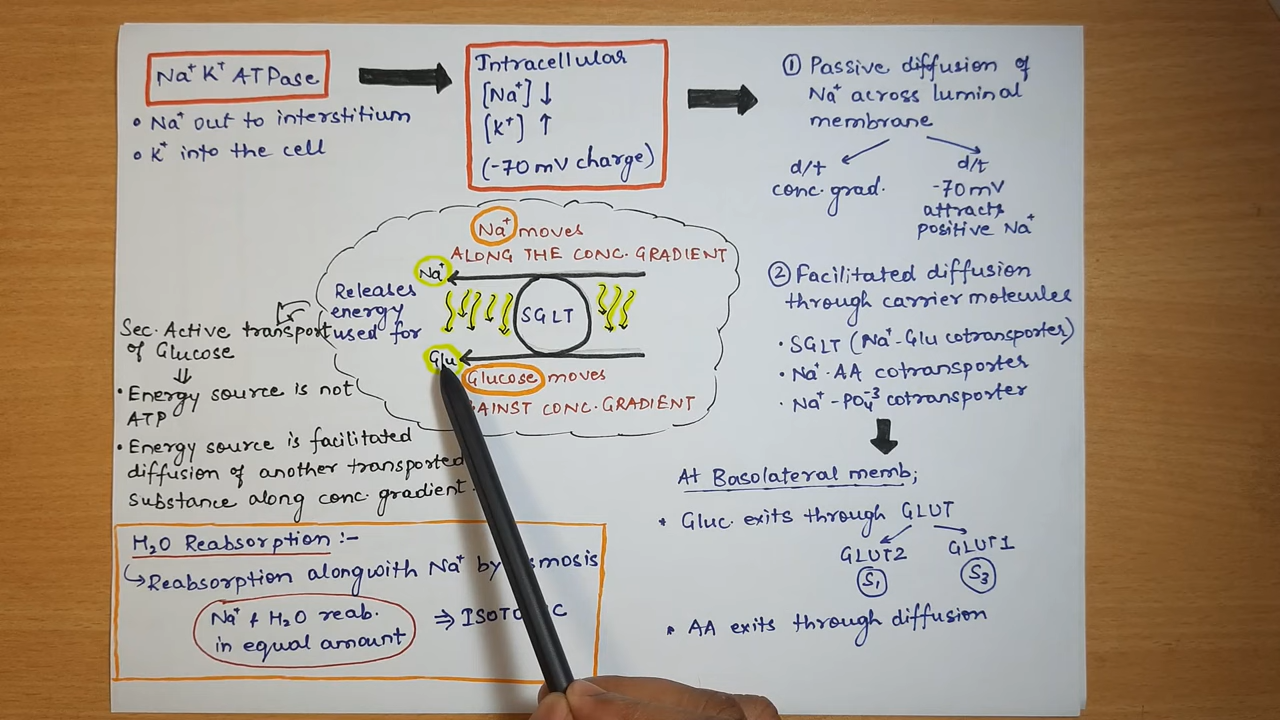 Na⁺ K⁺ ATPase
• Na⁺ out to interstitium
• K⁺ into the cell
Intracellular
[Na⁺] ↓
[K⁺] ↑
(-70 mV charge)
① Passive diffusion of
Na⁺ across luminal
membrane
d/t
conc. grad.
d/t
-70 mV
attracts
positive Na⁺
② Facilitated diffusion
through carrier molecules
• SGLT (Na⁺-Glu cotransporter)
• Na⁺-AA cotransporter
• Na⁺-PO₄⁻³ cotransporter
At Basolateral memb;
• Gluc. exits through GLUT
GLUT2
S₁
GLUT1
S₃
• AA exits through diffusion
Na⁺ moves
ALONG THE CONC. GRADIENT
Na⁺
SGLT
Glu
Glucose moves
CONC. GRADIENT
Releases
energy
used for
Sec. Active transport
of Glucose
⇓
• Energy source is not
ATP
• Energy source is facilitated
diffusion of another transported
substance along conc. gradient.
H₂O Reabsorption :-
↳ Reabsorption alongwith Na⁺ by
Na⁺ & H₂O reab.
in equal amount
⇒